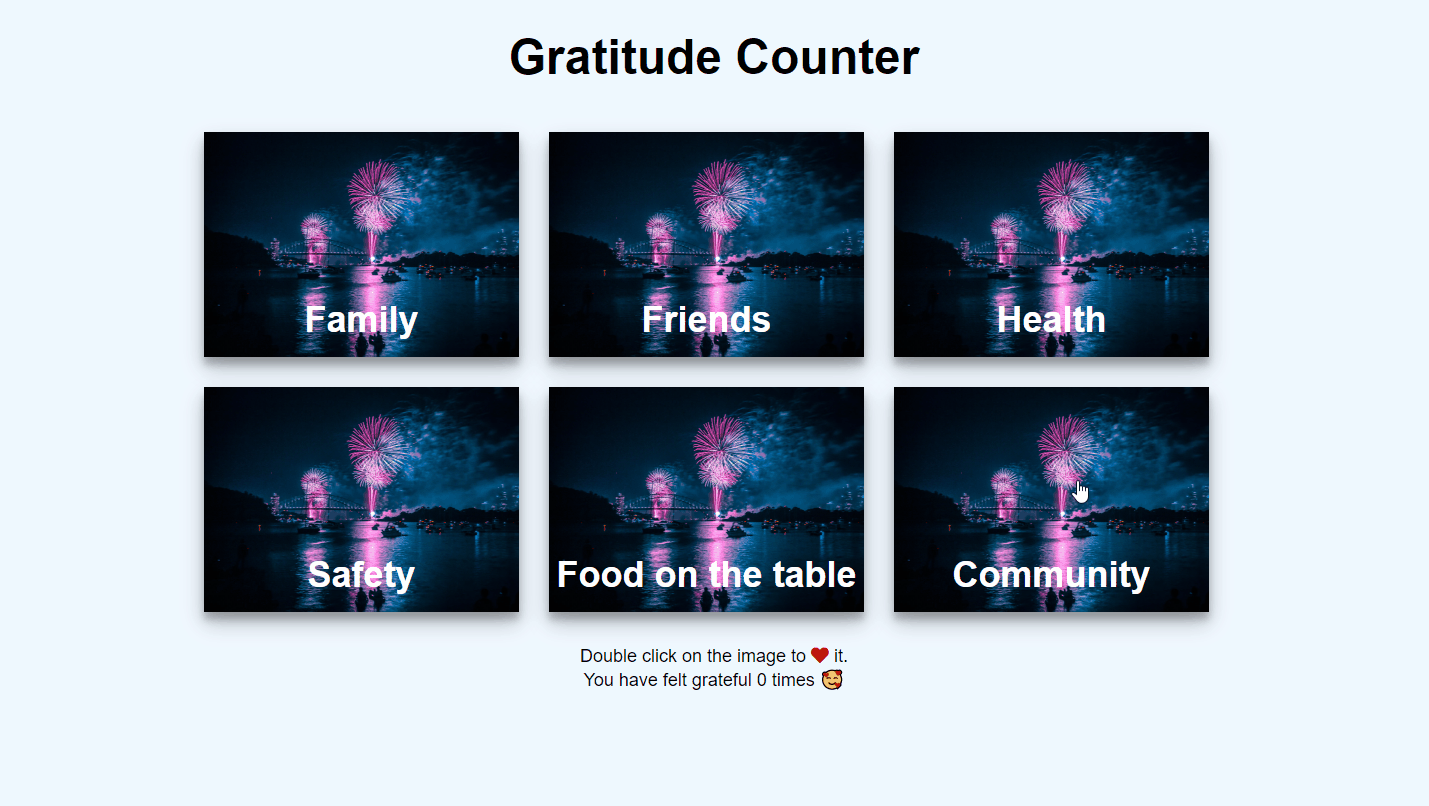 Gratitude Counter
Family
Friends
Health
Safety
Food on the table
Community
Double click on the image to ❤ it.
You have felt grateful 0 times 🥰